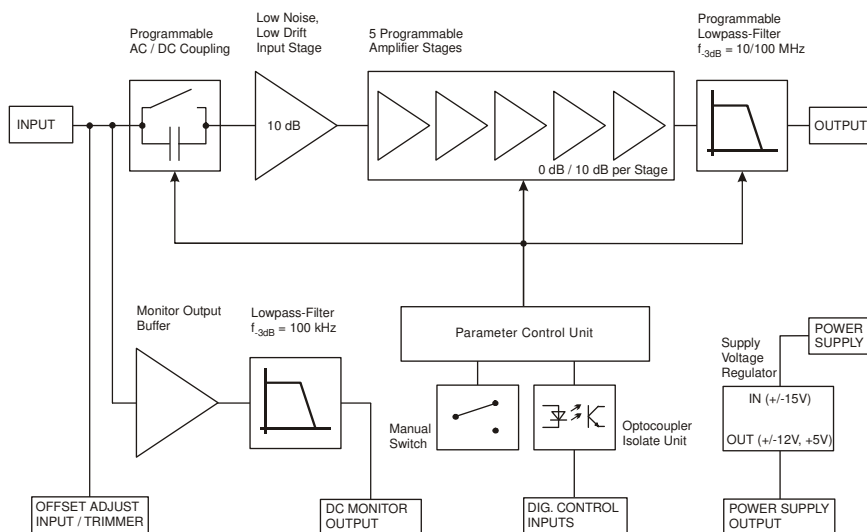 Programmable
AC / DC Coupling
Low Noise,
Low Drift
Input Stage
5 Programmable
Amplifier Stages
Programmable
Lowpass-Filter
f-3dB = 10/100 MHz
INPUT
10 dB
0 dB / 10 dB per Stage
OUTPUT
Monitor Output
Buffer
Lowpass-Filter
f-3dB = 100 kHz
Parameter Control Unit
Manual
Switch
Optocoupler
Isolate Unit
Supply
Voltage
Regulator
POWER
SUPPLY
IN (+/-15V)
OUT (+/-12V, +5V)
OFFSET ADJUST
INPUT / TRIMMER
DC MONITOR
OUTPUT
DIG. CONTROL
INPUTS
POWER SUPPLY
OUTPUT